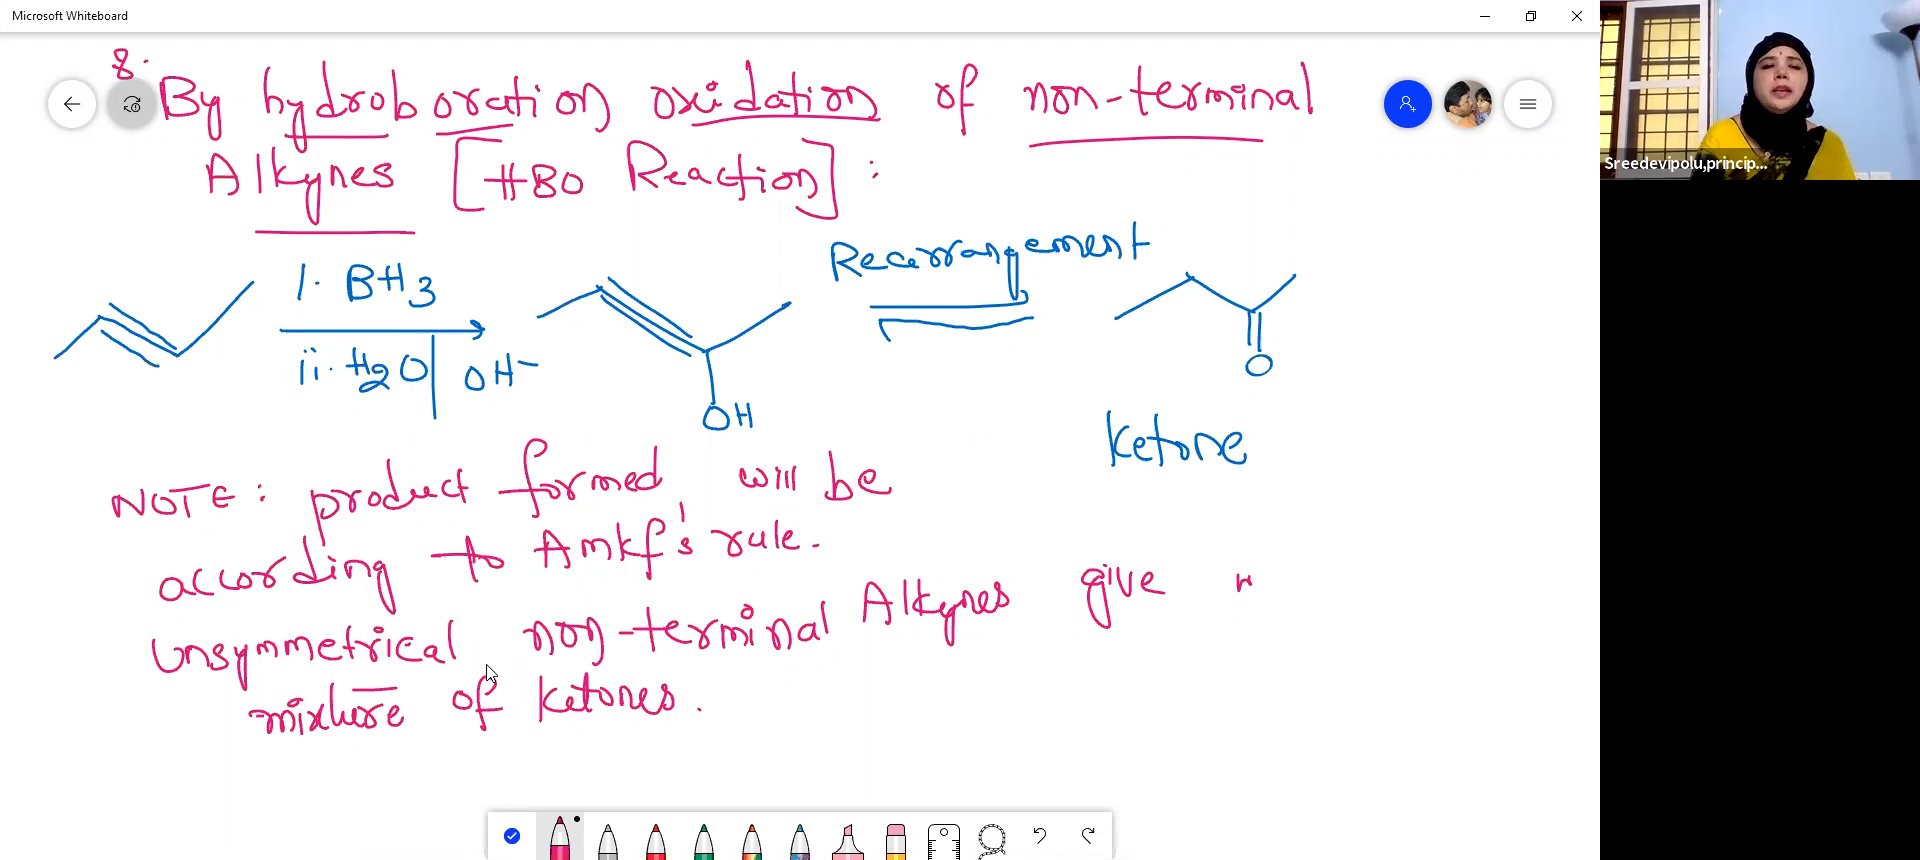 Microsoft Whiteboard
8.
By hydroboration oxidation of non-terminal
Alkynes [HBO Reaction] :
1. BH3
ii. H2O | OH-
OH
Rearrangement
O
ketone
NOTE: product formed will be
according to Amkf's rule.
Unsymmetrical non-terminal Alkynes give
mixture of ketones.
Sreedevipolu,princip...